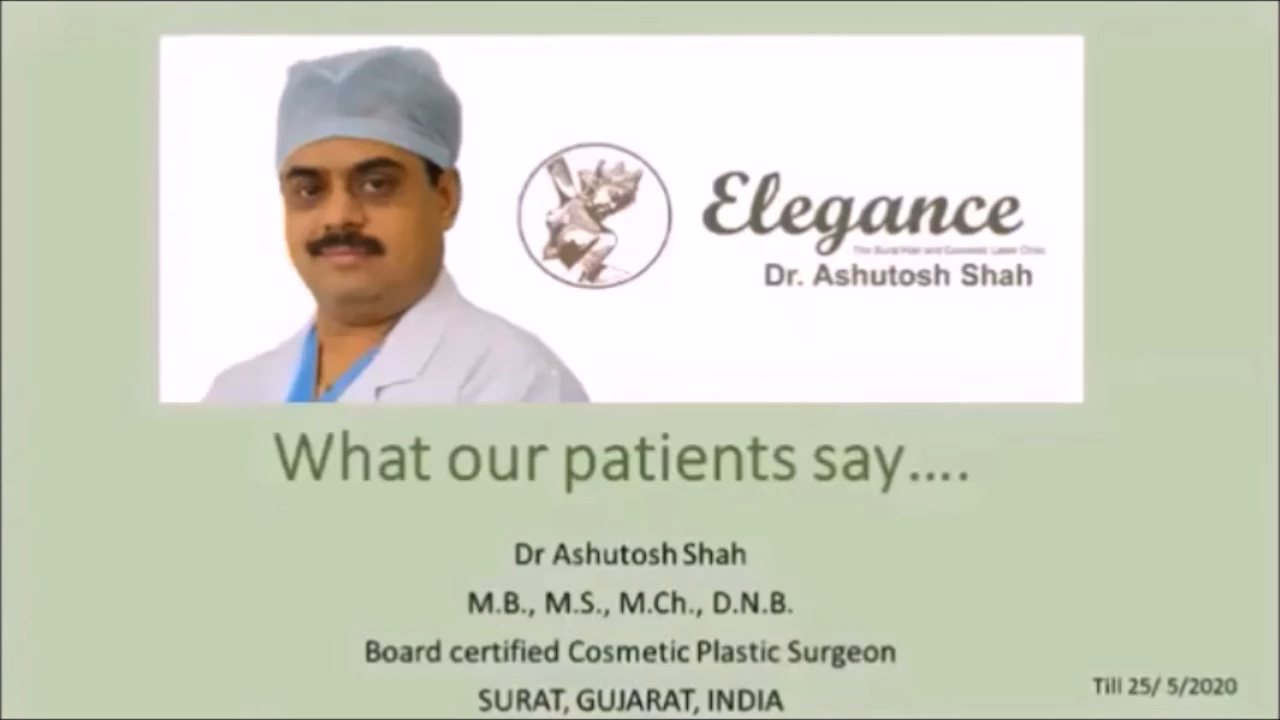 Elegance
Dr. Ashutosh Shah
What our patients say....
Dr Ashutosh Shah
M.B., M.S., M.Ch., D.N.B.
Board certified Cosmetic Plastic Surgeon
SURAT, GUJARAT, INDIA
Till 25/ 5/2020